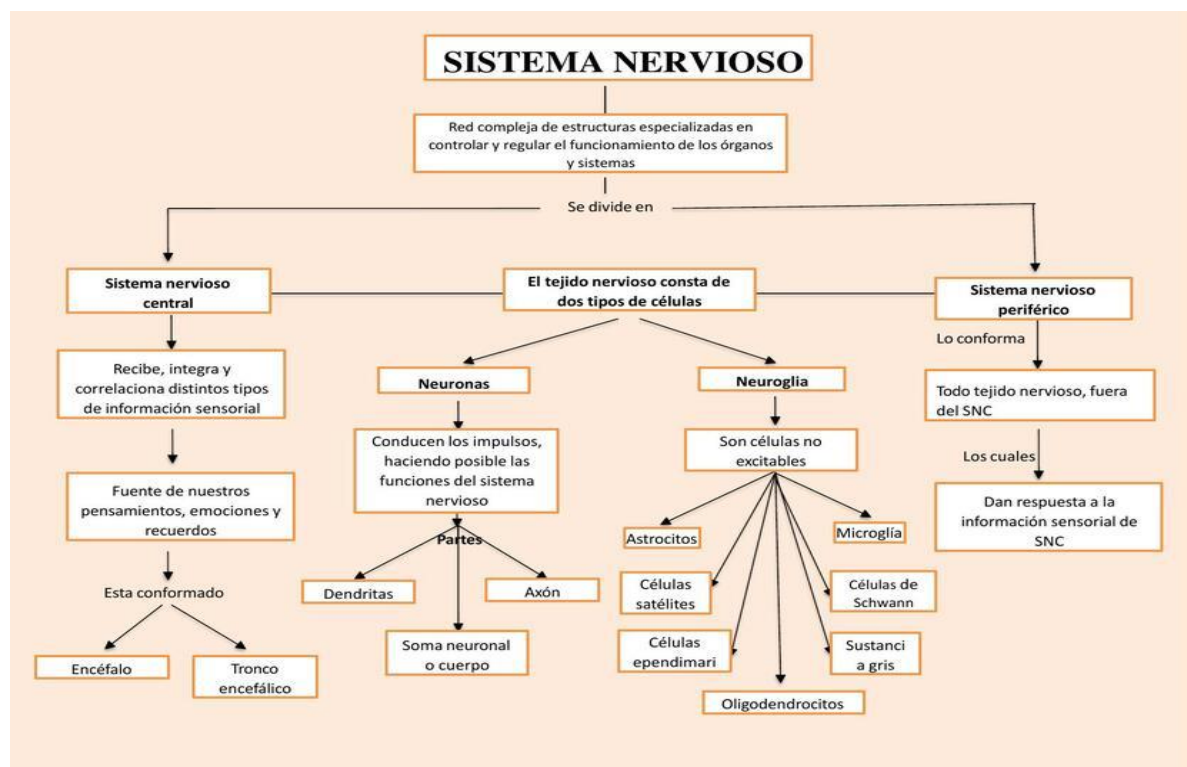 SISTEMA NERVIOSO
Red compleja de estructuras especializadas en
controlar y regular el funcionamiento de los órganos
y sistemas
Se divide en
Sistema nervioso
central
El tejido nervioso consta de
dos tipos de células
Sistema nervioso
periférico
Recibe, integra y
correlaciona distintos tipos
de información sensorial
Fuente de nuestros
pensamientos, emociones y
recuerdos
Esta conformado
Encéfalo
Tronco
encefálico
Neuronas
Conducen los impulsos,
haciendo posible las
funciones del sistema
nervioso
Partes
Dendritas
Axón
Soma neuronal
o cuerpo
Neuroglia
Son células no
excitables
Astrocitos
Microglía
Células
satélites
Células de
Schwann
Células
ependimari
Sustanci
a gris
Oligodendrocitos
Lo conforma
Todo tejido nervioso, fuera
del SNC
Los cuales
Dan respuesta a la
información sensorial de
SNC